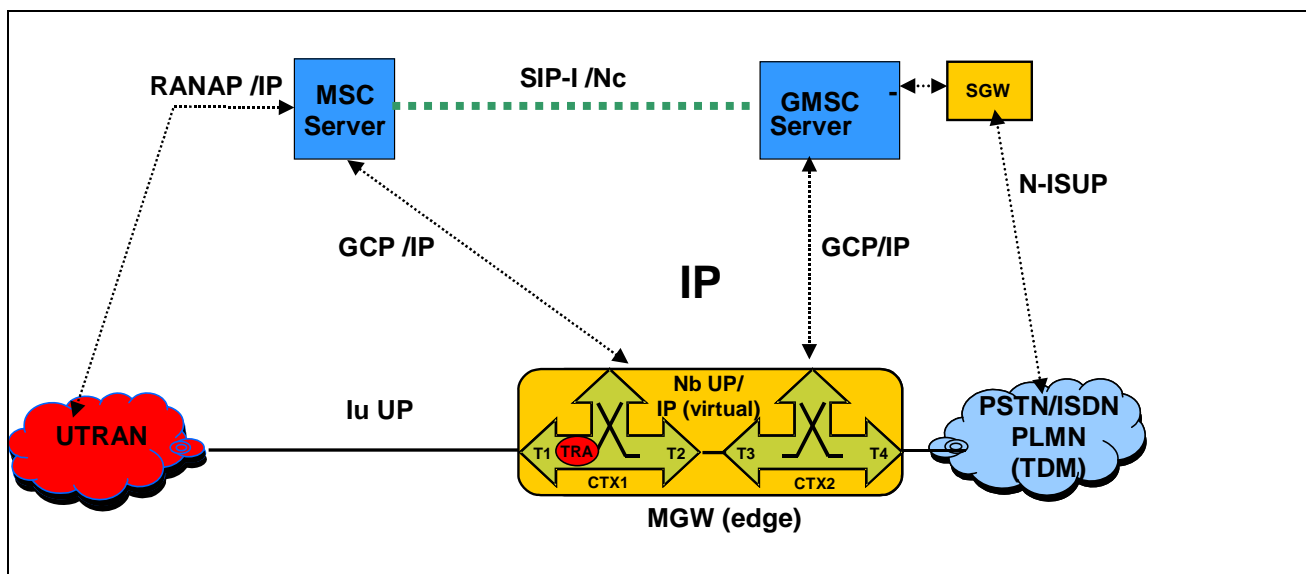 RANAP /IP
MSC
Server
SIP-I /Nc
GMSC -
Server
SGW
N-ISUP
GCP /IP
GCP/IP
IP
UTRAN
Iu UP
Nb UP/
IP (virtual)
T1 TRA T2 T3 T4
CTX1 CTX2
MGW (edge)
PSTN/ISDN
PLMN
(TDM)